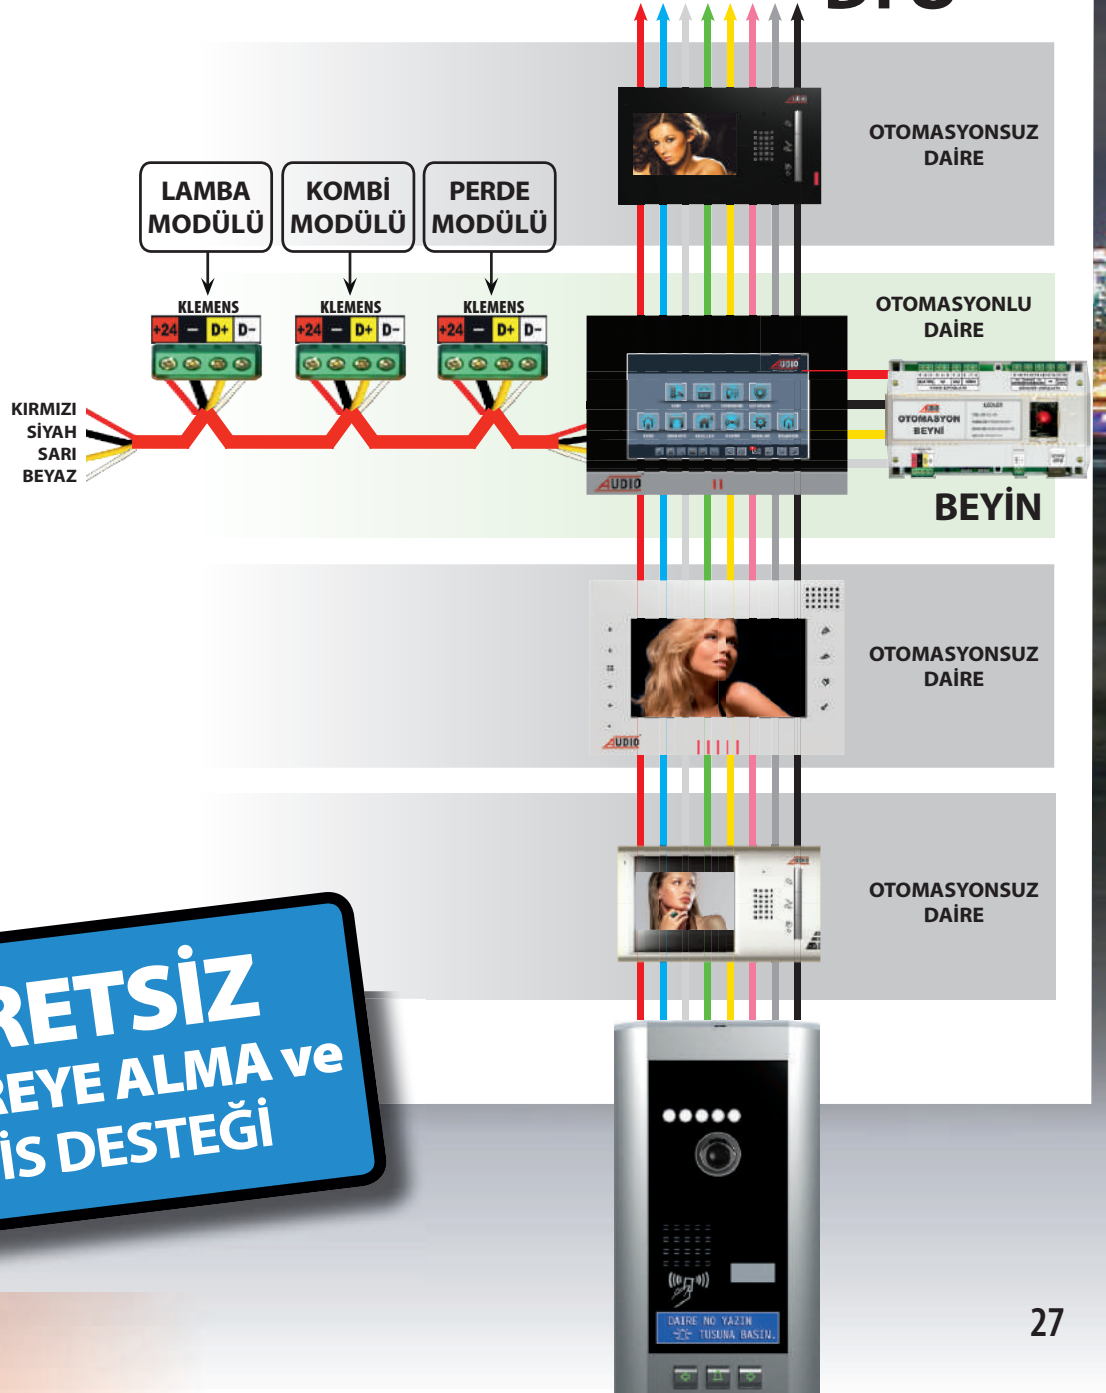 OTOMASYONSUZ
DAİRE
LAMBA
MODÜLÜ
KOMBİ
MODÜLÜ
PERDE
MODÜLÜ
KLEMENS
+24 – D+ D-
KLEMENS
+24 – D+ D-
KLEMENS
+24 – D+ D-
KIRMIZI
SİYAH
SARI
BEYAZ
OTOMASYONLU
DAİRE
AUDIO
AUDIO
AUDIO
OTOMASYON
BEYNİ
BEYİN
OTOMASYONSUZ
DAİRE
AUDIO
OTOMASYONSUZ
DAİRE
RETSİZ
REYE ALMA ve
İS DESTEĞİ
DAIRE NO YAZIN
TUSUNA BASIN.
27